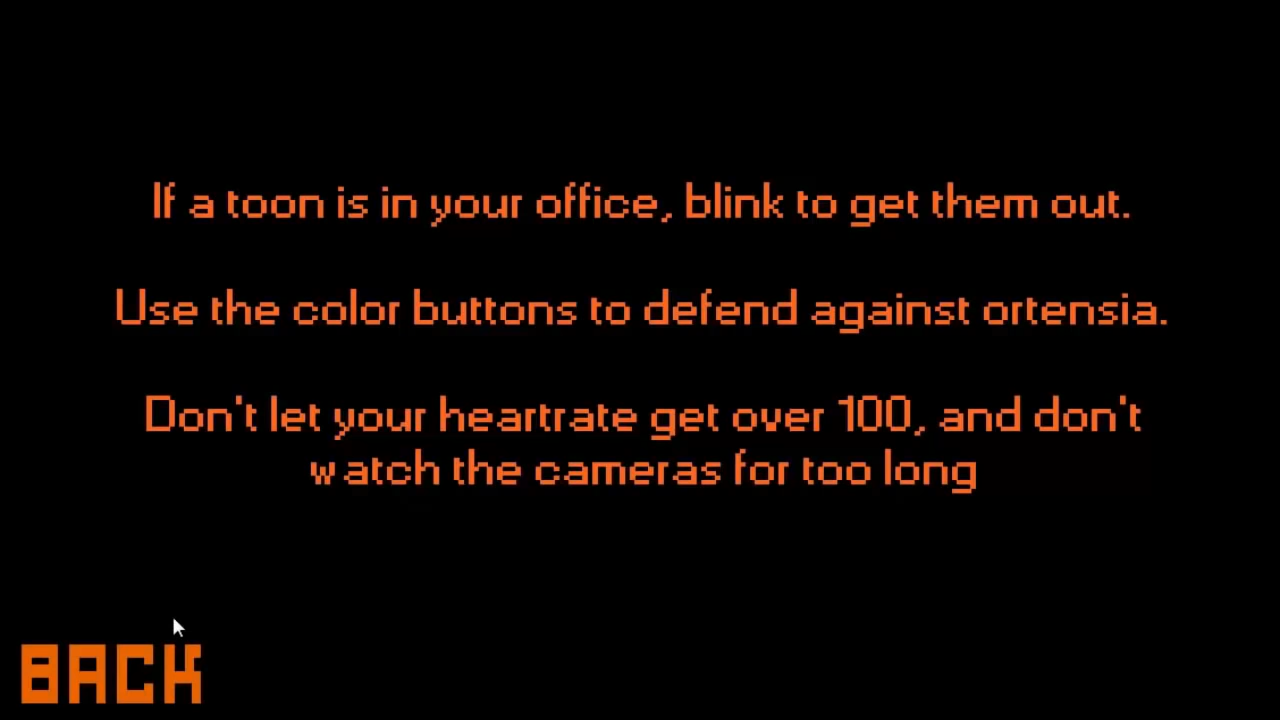 If a toon is in your office, blink to get them out.
Use the color buttons to defend against ortensia.
Don't let your heartrate get over 100, and don't
watch the cameras for too long
BACK